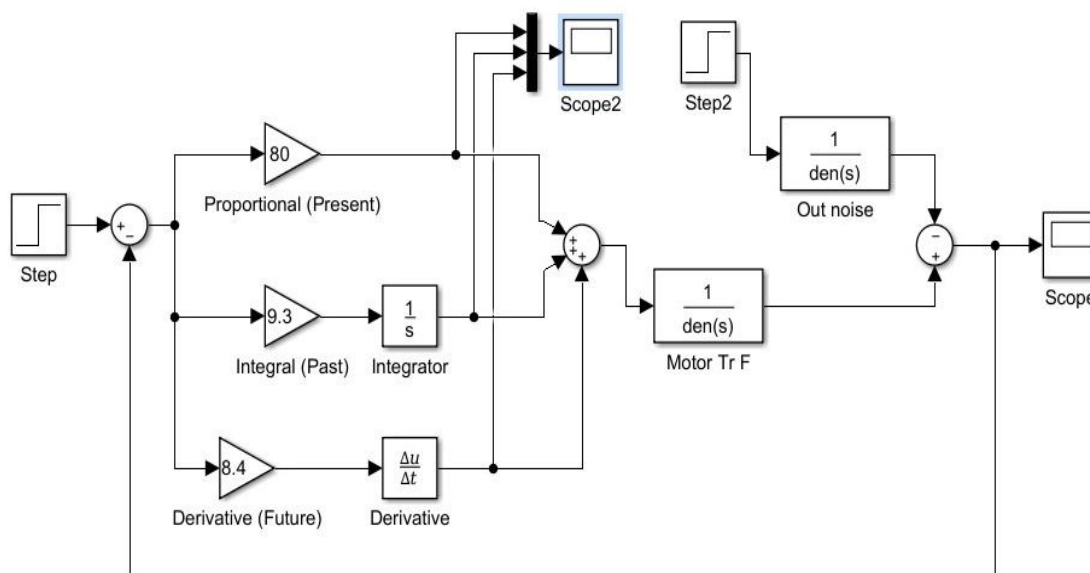 Scope2
Step2
1
den(s)
Out noise
80
Proportional (Present)
+
−
Step
+
+
+
−
+
Scope
9.3
Integral (Past)
1
s
Integrator
1
den(s)
Motor Tr F
8.4
Derivative (Future)
Δu
Δt
Derivative